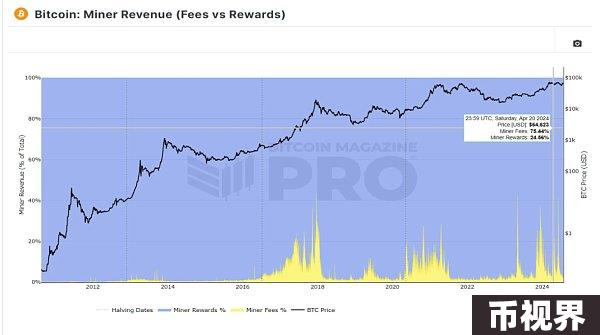 Bitcoin: Miner Revenue (Fees vs Rewards)
100%
80%
60%
40%
20%
0%
Miner Revenue (% of Total)
$100k
$10k
$1k
$1
BTC Price (USD)
BITCOIN MAGAZINE
PRO
23:59 UTC, Saturday, Apr 20 2024
Price [USD]: $64,623
Miner Fees: 75.44%
Miner Rewards: 24.56%
2012
2014
2016
2018
2020
2022
2024
Halving Dates
Miner Rewards %
Miner Fees %
BTC Price
币视界